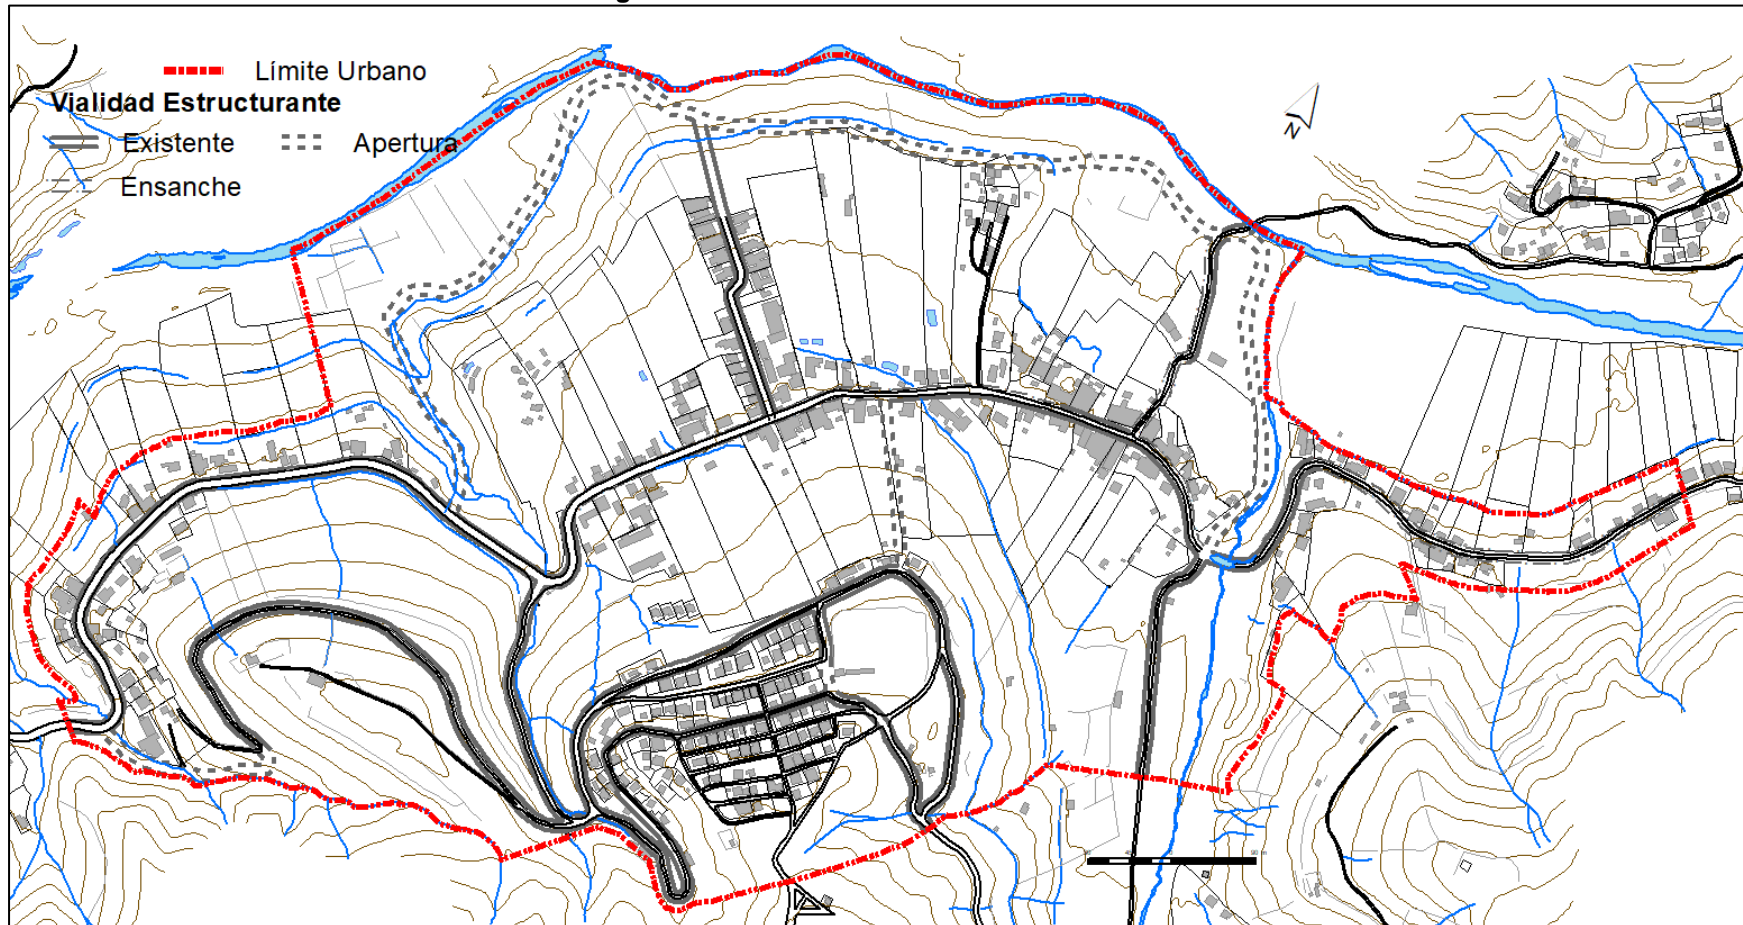 Límite Urbano
Vialidad Estructurante
Existente Apertura
Ensanche
N